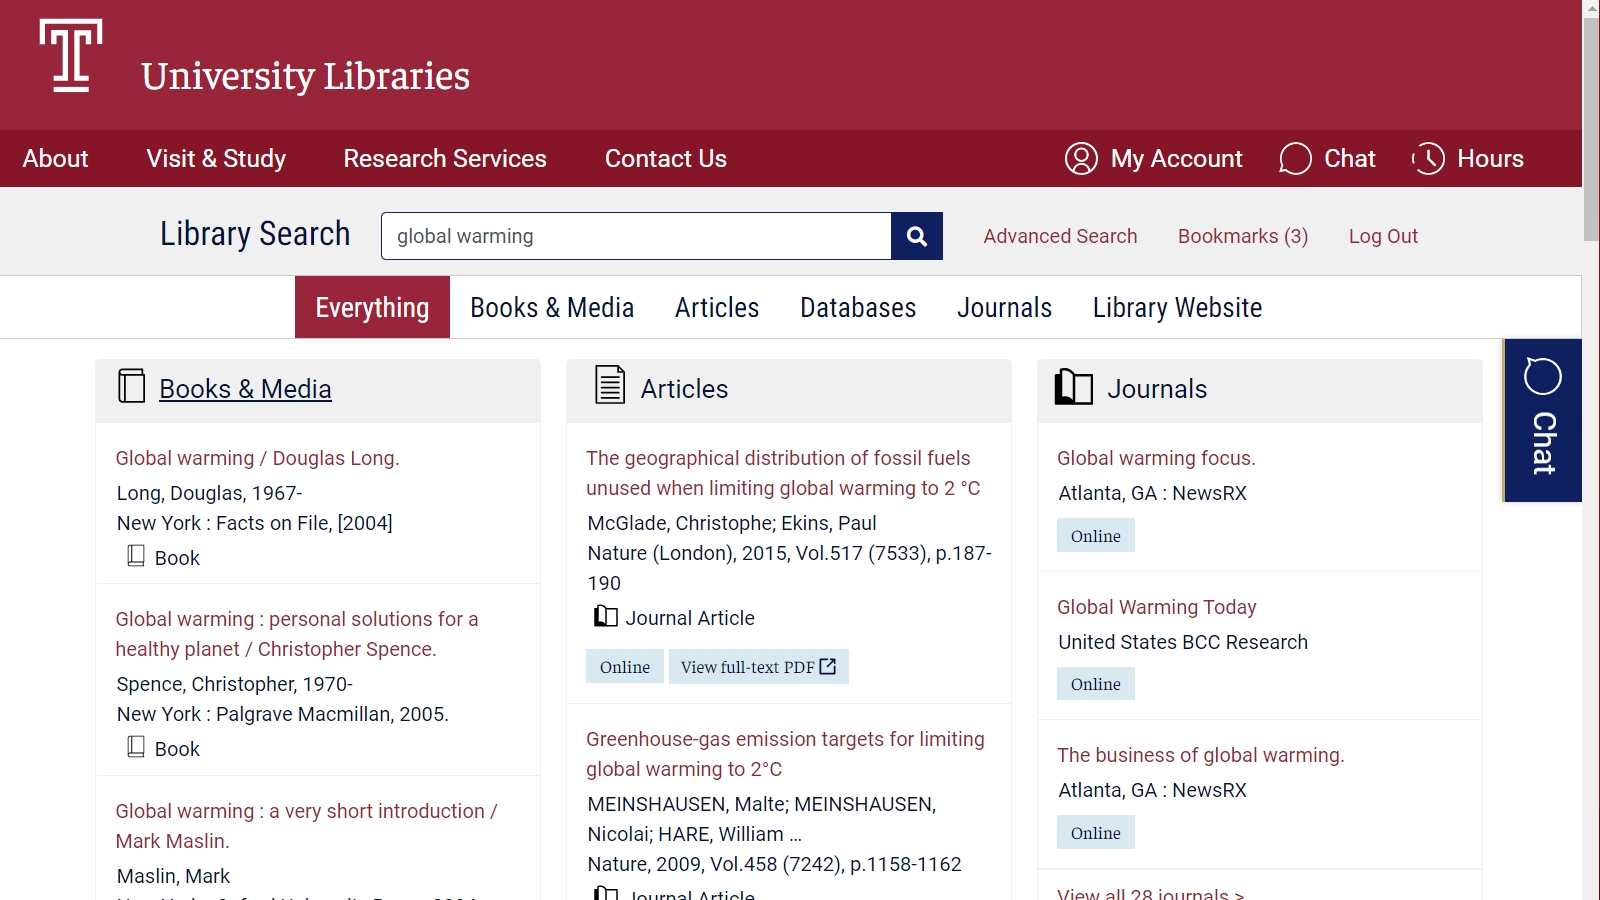 University Libraries
About Visit & Study Research Services Contact Us My Account Chat Hours
Library Search global warming Advanced Search Bookmarks (3) Log Out
Everything Books & Media Articles Databases Journals Library Website
Books & Media
Global warming / Douglas Long.
Long, Douglas, 1967-
New York : Facts on File, [2004]
Book
Global warming : personal solutions for a
healthy planet / Christopher Spence.
Spence, Christopher, 1970-
New York : Palgrave Macmillan, 2005.
Book
Global warming : a very short introduction /
Mark Maslin.
Maslin, Mark
Articles
The geographical distribution of fossil fuels
unused when limiting global warming to 2 °C
McGlade, Christophe; Ekins, Paul
Nature (London), 2015, Vol.517 (7533), p.187-
190
Journal Article
Online View full-text PDF
Greenhouse-gas emission targets for limiting
global warming to 2°C
MEINSHAUSEN, Malte; MEINSHAUSEN,
Nicolai; HARE, William ...
Nature, 2009, Vol.458 (7242), p.1158-1162
Journal Article
Journals
Global warming focus.
Atlanta, GA : NewsRX
Online
Global Warming Today
United States BCC Research
Online
The business of global warming.
Atlanta, GA : NewsRX
Online
View all 28 journals >
Chat